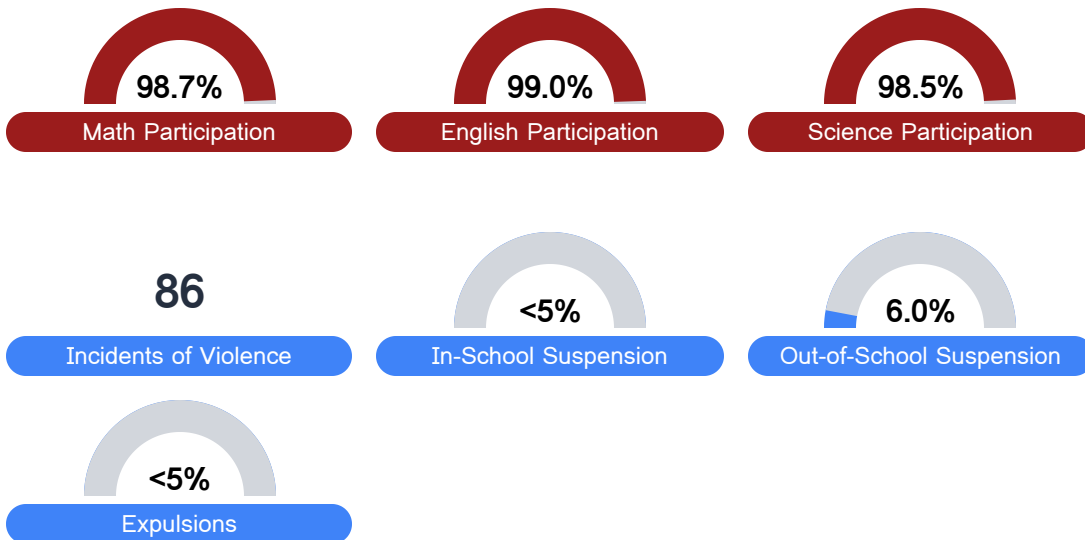 98.7%
Math Participation
99.0%
English Participation
98.5%
Science Participation
86
Incidents of Violence
<5%
In-School Suspension
6.0%
Out-of-School Suspension
<5%
Expulsions